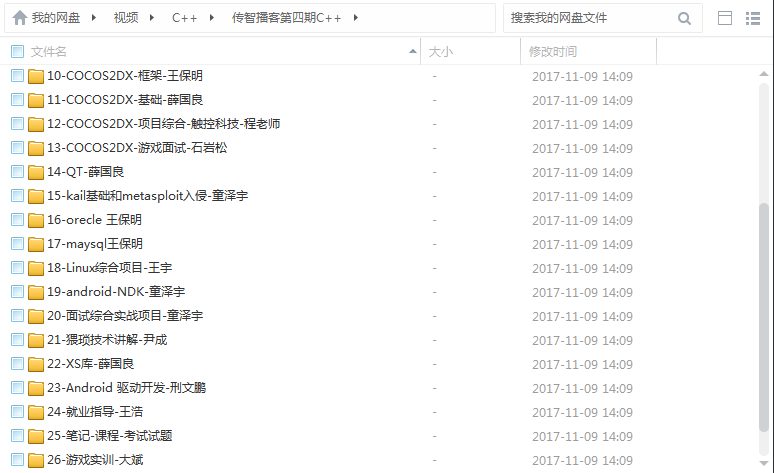 我的网盘 视频 C++ 传智播客第四期C++ 搜索我的网盘文件
文件名 大小 修改时间
10-COCOS2DX-框架-王保明 - 2017-11-09 14:09
11-COCOS2DX-基础-薛国良 - 2017-11-09 14:09
12-COCOS2DX-项目综合-触控科技-程老师 - 2017-11-09 14:09
13-COCOS2DX-游戏面试-石岩松 - 2017-11-09 14:09
14-QT-薛国良 - 2017-11-09 14:09
15-kail基础和metasploit入侵-童泽宇 - 2017-11-09 14:09
16-orecle 王保明 - 2017-11-09 14:09
17-maysql王保明 - 2017-11-09 14:09
18-Linux综合项目-王宇 - 2017-11-09 14:09
19-android-NDK-童泽宇 - 2017-11-09 14:09
20-面试综合实战项目-童泽宇 - 2017-11-09 14:09
21-猥琐技术讲解-尹成 - 2017-11-09 14:09
22-XS库-薛国良 - 2017-11-09 14:09
23-Android 驱动开发-刑文鹏 - 2017-11-09 14:09
24-就业指导-王浩 - 2017-11-09 14:09
25-笔记-课程-考试试题 - 2017-11-09 14:09
26-游戏实训-大斌 - 2017-11-09 14:09